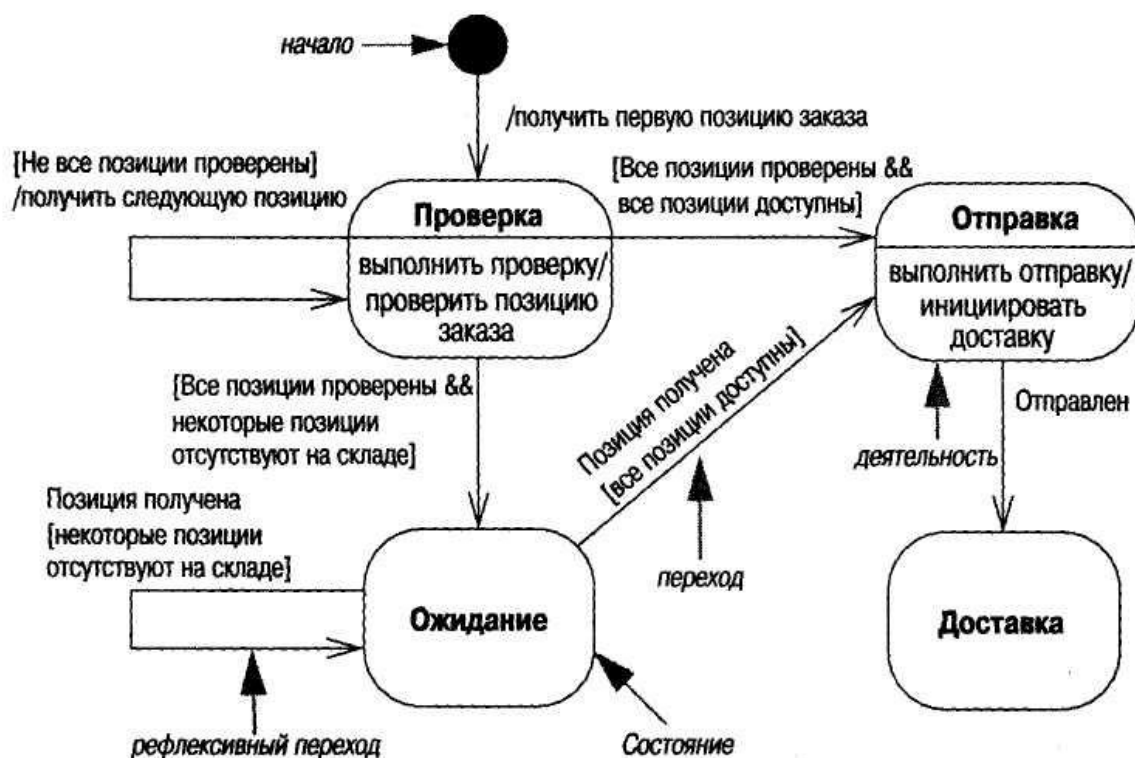 начало
/получить первую позицию заказа
[Не все позиции проверены]
/получить следующую позицию
[Все позиции проверены &&
все позиции доступны]
Проверка
выполнить проверку/
проверить позицию
заказа
Отправка
выполнить отправку/
инициировать
доставку
[Все позиции проверены &&
некоторые позиции
отсутствуют на складе]
Позиция получена
[все позиции доступны]
Отправлен
деятельность
Позиция получена
[некоторые позиции
отсутствуют на складе]
переход
Ожидание
Доставка
рефлексивный переход
Состояние